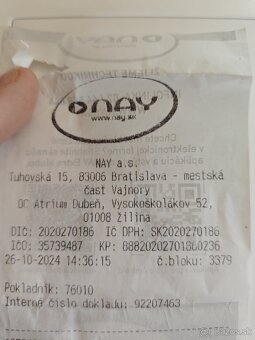 NAY
www.nay.sk
NAY a.s.
Tuhovská 15, 83006 Bratislava - mestská
časť Vajnory
OC Atrium Dubeň, Vysokoškolákov 52,
01008 Žilina
DIČ: 2020270186 IČ DPH: SK2020270186
IČO: 35739487 KP: 88820202701860236
26-10-2024 14:36:15 č.bloku: 3379
Pokladník: 76010
Interné číslo dokladu: 92207463